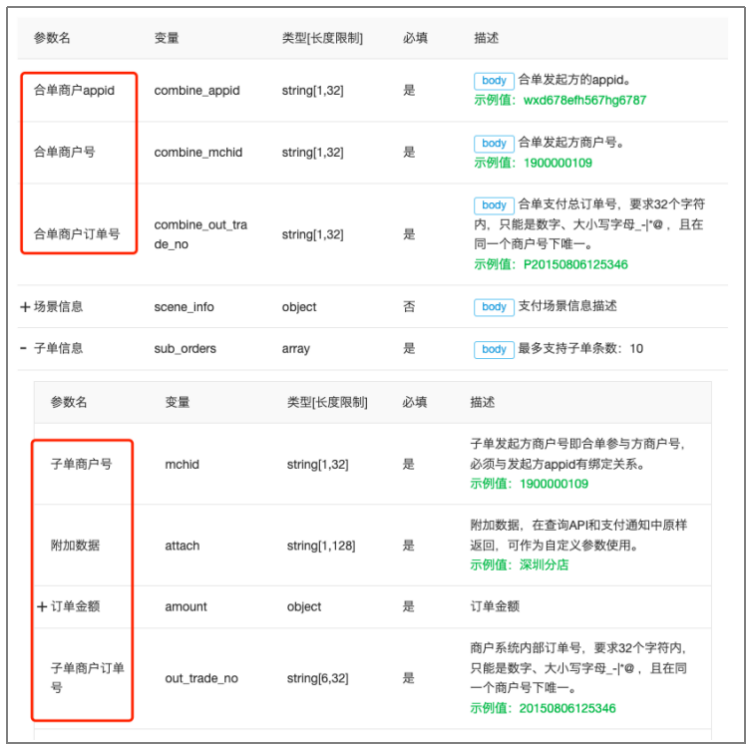 参数名 变量 类型[长度限制] 必填 描述
合单商户appid combine_appid string[1,32] 是 body 合单发起方的appid。
示例值：wxd678efh567hg6787
合单商户号 combine_mchid string[1,32] 是 body 合单发起方商户号。
示例值：1900000109
合单商户订单号 combine_out_tra
de_no string[1,32] 是 body 合单支付总订单号，要求32个字符
内，只能是数字、大小写字母_-|*@ ，且在
同一个商户号下唯一。
示例值：P20150806125346
+ 场景信息 scene_info object 否 body 支付场景信息描述
- 子单信息 sub_orders array 是 body 最多支持子单条数：10
参数名 变量 类型[长度限制] 必填 描述
子单商户号 mchid string[1,32] 是 子单发起方商户号即合单参与方商户号，
必须与发起方appid有绑定关系。
示例值：1900000109
附加数据 attach string[1,128] 是 附加数据，在查询API和支付通知中原样
返回，可作为自定义参数使用。
示例值：深圳分店
+ 订单金额 amount object 是 订单金额
子单商户订单
号 out_trade_no string[6,32] 是 商户系统内部订单号，要求32个字符内，
只能是数字、大小写字母_-|*@ ，且在同
一个商户号下唯一。
示例值：20150806125346